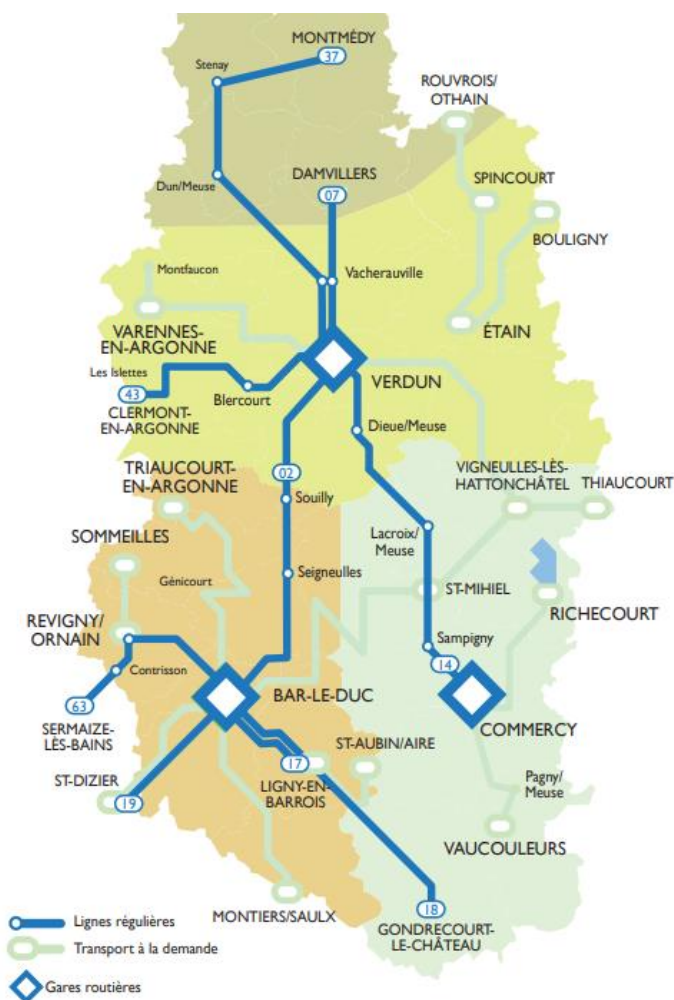 MONTMÉDY
37
Stenay
ROUVROIS/
OTHAIN
Dun/Meuse
DAMVILLERS
07
SPINCOURT
BOULIGNY
Montfaucon
Vacherauville
VARENNES-
EN-ARGONNE
ÉTAIN
Les Islettes
43
CLERMONT-
EN-ARGONNE
Blercourt
VERDUN
Dieue/Meuse
TRIAUCOURT-
EN-ARGONNE
02
VIGNEULLES-LÈS-
HATTONCHÂTEL
THIAUCOURT
Souilly
SOMMEILLES
Lacroix/
Meuse
Génicourt
Seigneulles
ST-MIHIEL
RICHECOURT
REVIGNY/
ORNAIN
Sampigny
14
Contrisson
BAR-LE-DUC
COMMERCY
63
SERMAIZE-
LÈS-BAINS
ST-AUBIN/AIRE
17
ST-DIZIER
LIGNY-EN-
BARROIS
Pagny/
Meuse
19
VAUCOULEURS
MONTIERS/SAULX
18
GONDRECOURT-
LE-CHÂTEAU
Lignes régulières
Transport à la demande
Gares routières